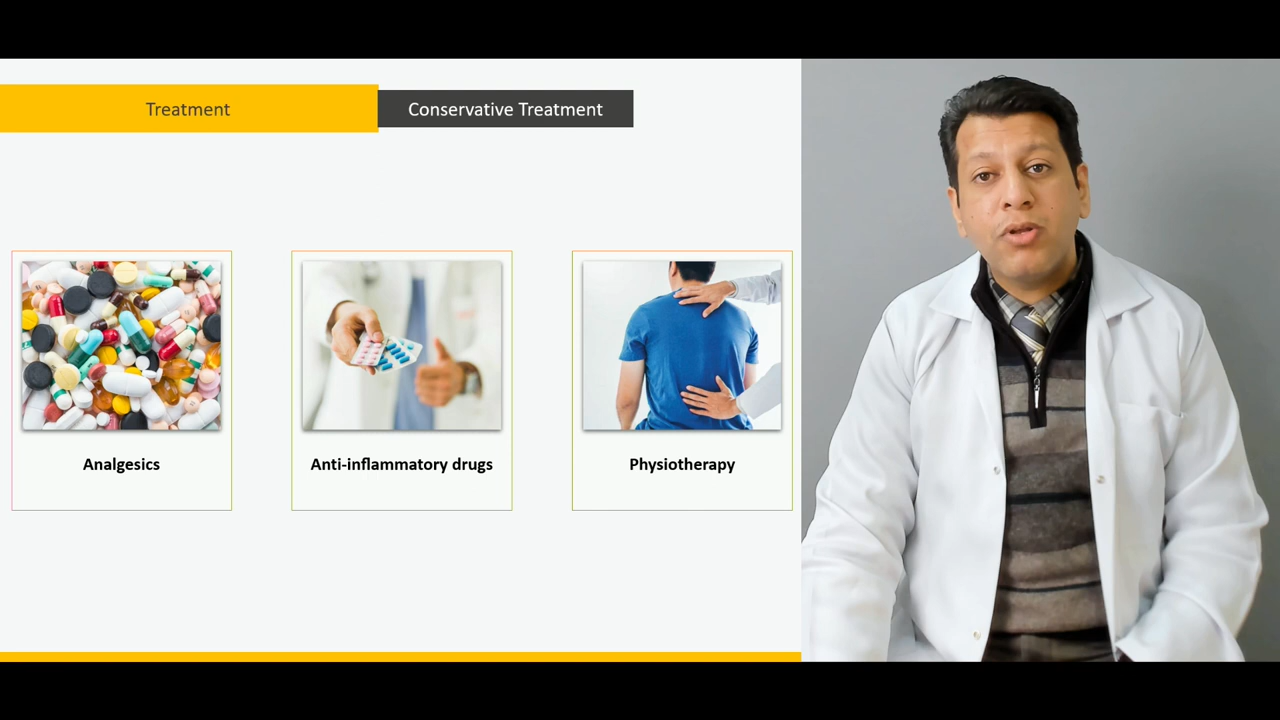 Treatment
Conservative Treatment
Analgesics
Anti-inflammatory drugs
Physiotherapy